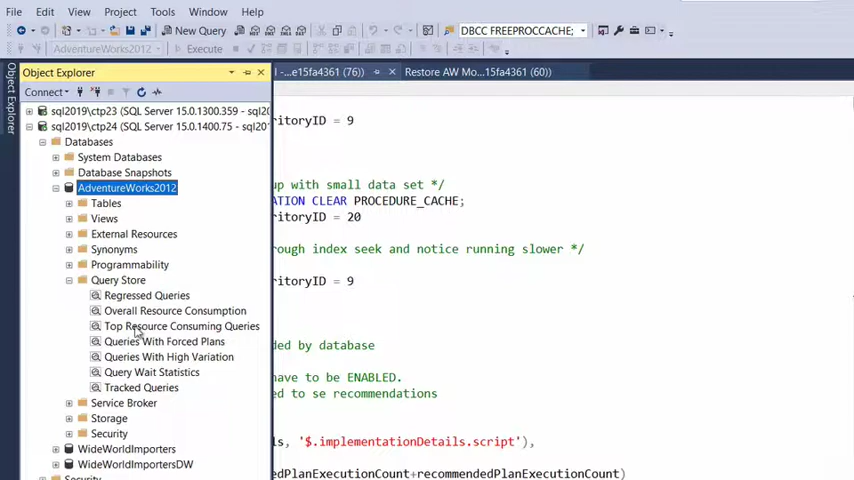 File Edit View Project Tools Window Help
New Query DBCC FREEPROCCACHE;
AdventureWorks2012 Execute
Object Explorer
Object Explorer
-...e15fa4361 (76)) Restore AW Mo...15fa4361 (60))
Connect
sql2019\ctp23 (SQL Server 15.0.1300.359 - sql20
sql2019\ctp24 (SQL Server 15.0.1400.75 - sql201
Databases
System Databases
Database Snapshots
AdventureWorks2012
Tables
Views
External Resources
Synonyms
Programmability
Query Store
Regressed Queries
Overall Resource Consumption
Top Resource Consuming Queries
Queries With Forced Plans
Queries With High Variation
Query Wait Statistics
Tracked Queries
Service Broker
Storage
Security
WideWorldImporters
WideWorldImportersDW
Security
ritoryID = 9
up with small data set */
ATION CLEAR PROCEDURE_CACHE;
ritoryID = 20
rough index seek and notice running slower */
ritoryID = 9
ded by database
have to be ENABLED.
ed to se recommendations
ls, '$.implementationDetails.script'),
edPlanExecutionCount+recommendedPlanExecutionCount)